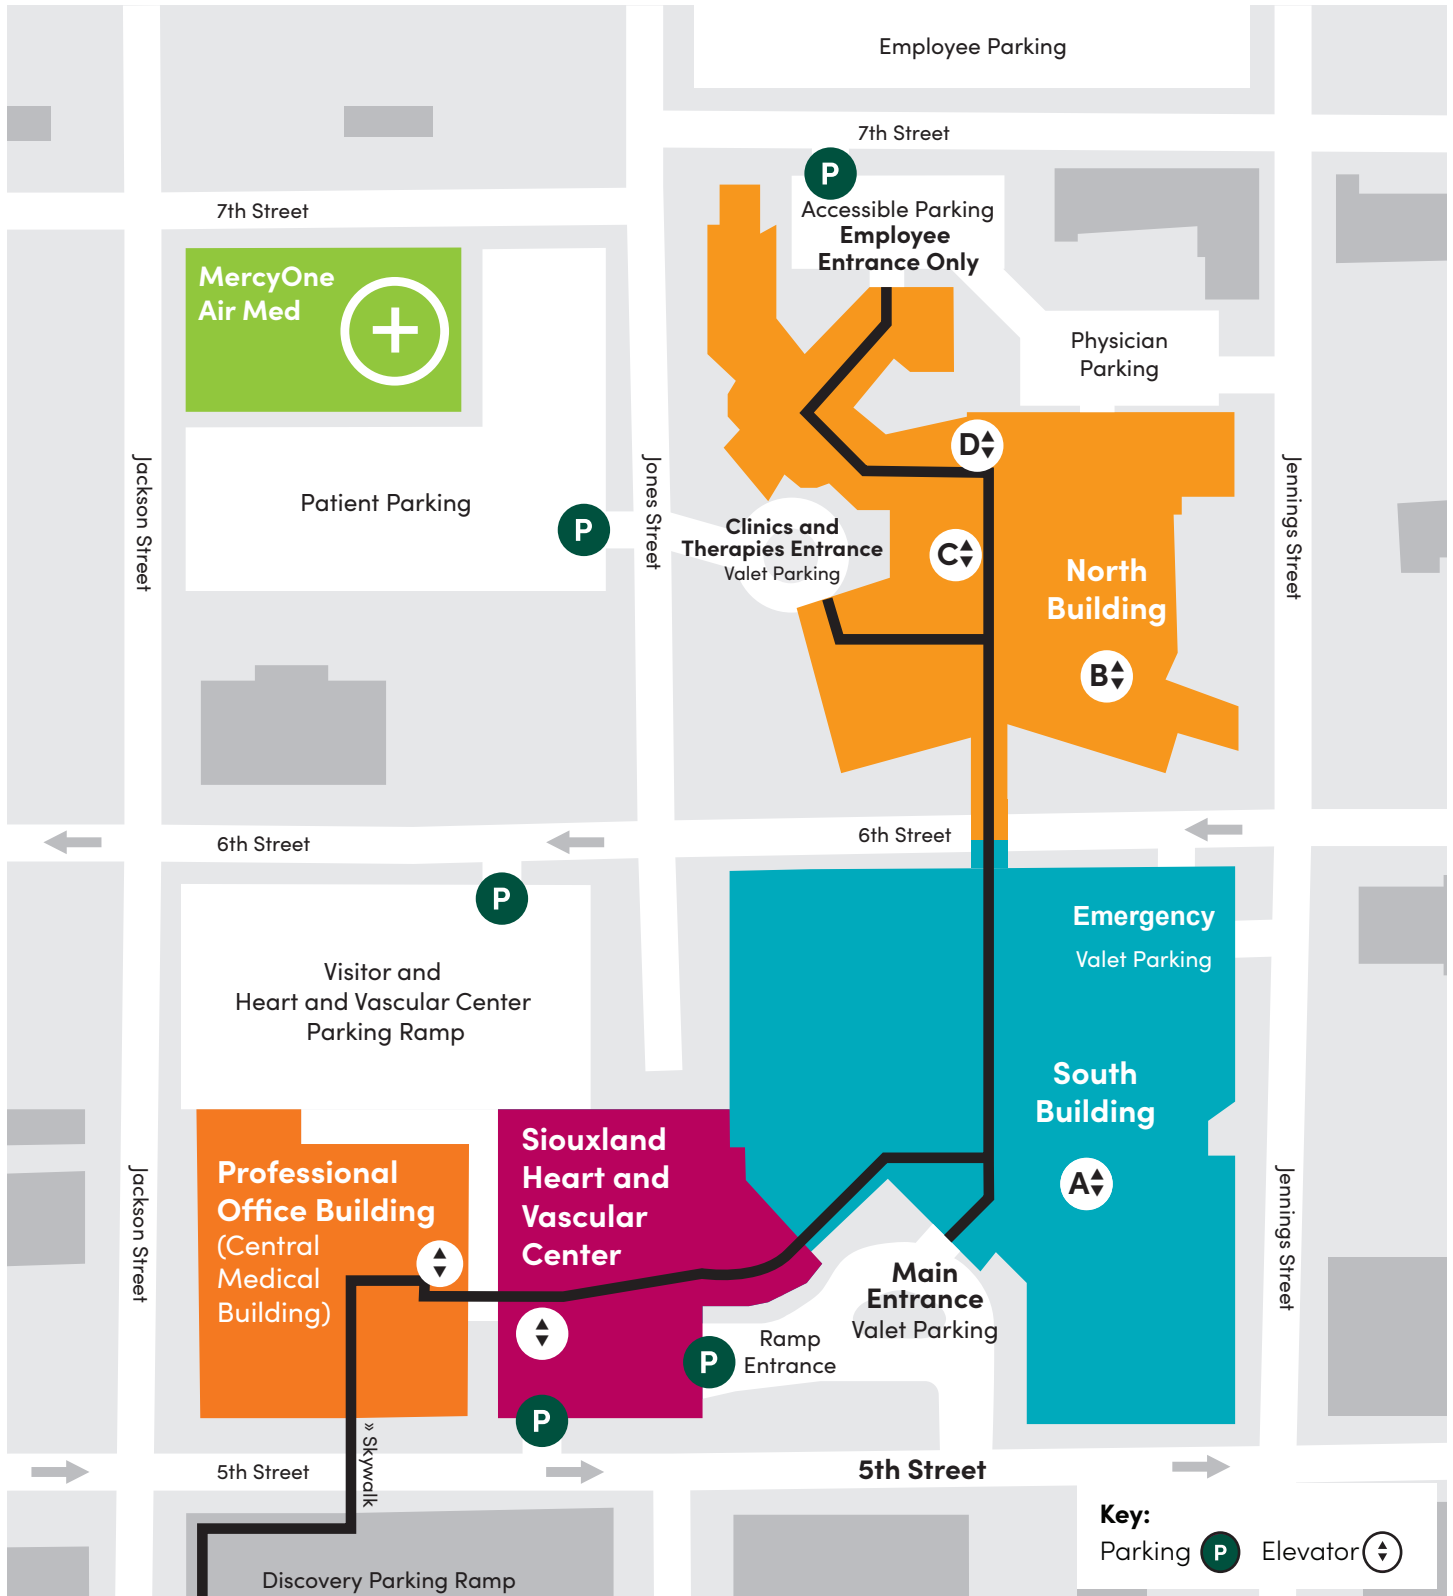 Employee Parking
7th Street
P
Accessible Parking
Employee
Entrance Only
7th Street
MercyOne
Air Med
Physician
Parking
D
Jackson Street
Patient Parking
P
Jones Street
Clinics and
Therapies Entrance
Valet Parking
C
North
Building
B
Jennings Street
6th Street
6th Street
P
Visitor and
Heart and Vascular Center
Parking Ramp
Emergency
Valet Parking
South
Building
A
Jackson Street
Professional
Office Building
(Central
Medical
Building)
Siouxland
Heart and
Vascular
Center
Main
Entrance
Valet Parking
P
Ramp
Entrance
Jennings Street
P
» Skywalk
5th Street
5th Street
Discovery Parking Ramp
Key:
Parking P Elevator